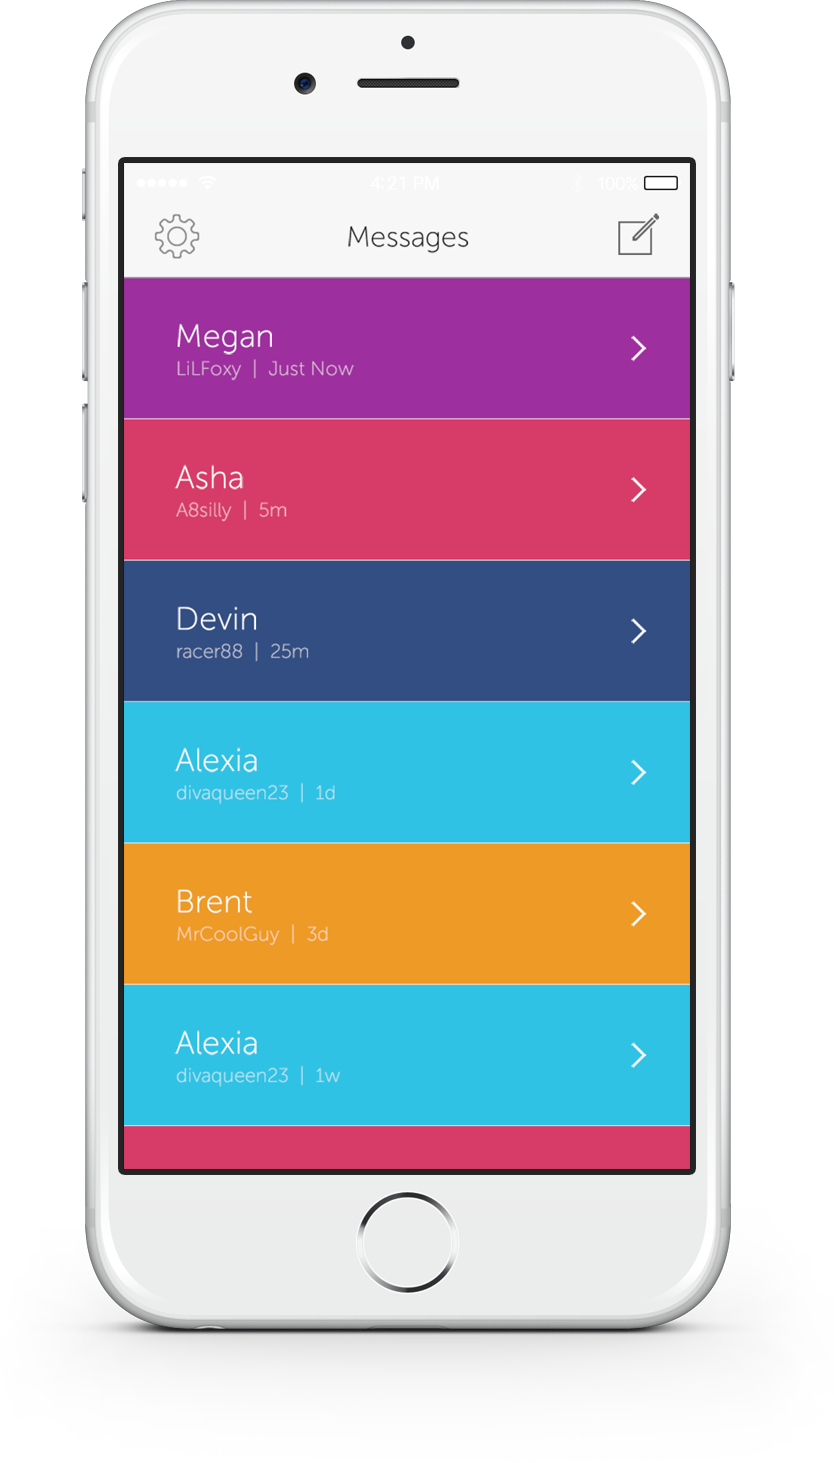 4:21 PM 100%
Messages
Megan
LiLFoxy | Just Now
Asha
A8silly | 5m
Devin
racer88 | 25m
Alexia
divaqueen23 | 1d
Brent
MrCoolGuy | 3d
Alexia
divaqueen23 | 1w